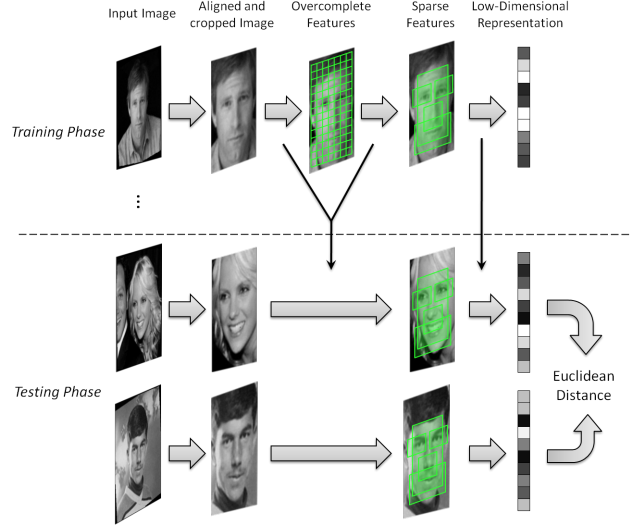 Input Image
Aligned and
cropped Image
Overcomplete
Features
Sparse
Features
Low-Dimensional
Representation
Training Phase
...
Testing Phase
Euclidean
Distance